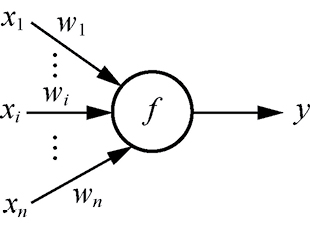 x₁ w₁
⋮
xᵢ wᵢ f y
⋮
xₙ wₙ